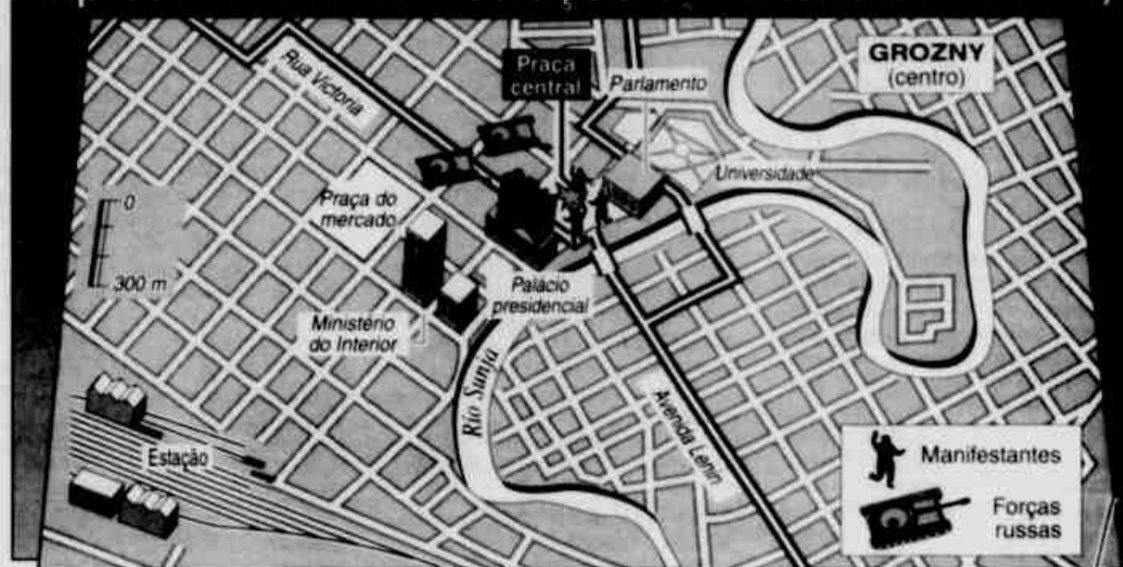 GROZNY
(centro)
Praça
central
Parlamento
Rua Victoria
Universidade
Praça do
mercado
0
300 m
Palácio
presidencial
Ministério
do Interior
Rio Sunja
Avenida Lenin
Estação
Manifestantes
Forças
russas